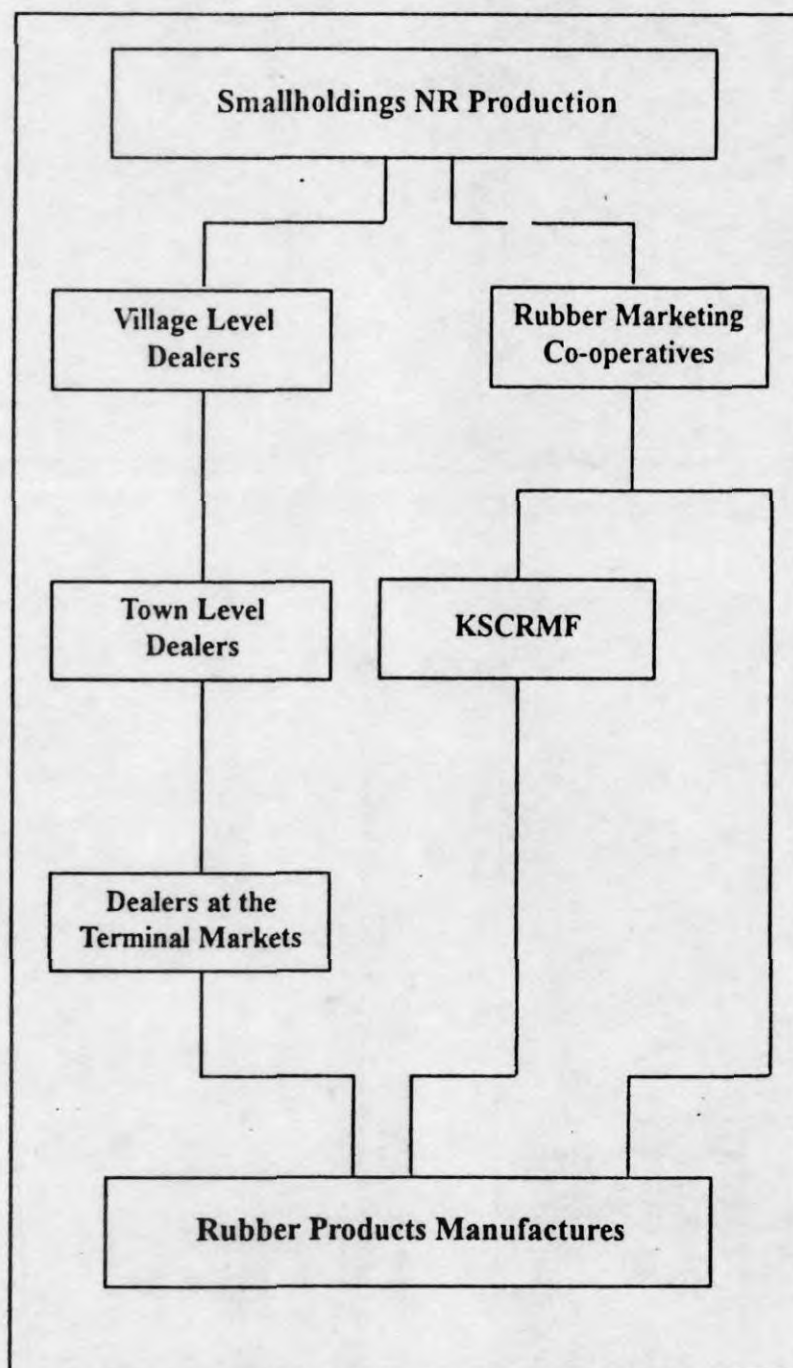 Smallholdings NR Production
Village Level
Dealers
Rubber Marketing
Co-operatives
Town Level
Dealers
KSCRMF
Dealers at the
Terminal Markets
Rubber Products Manufactures